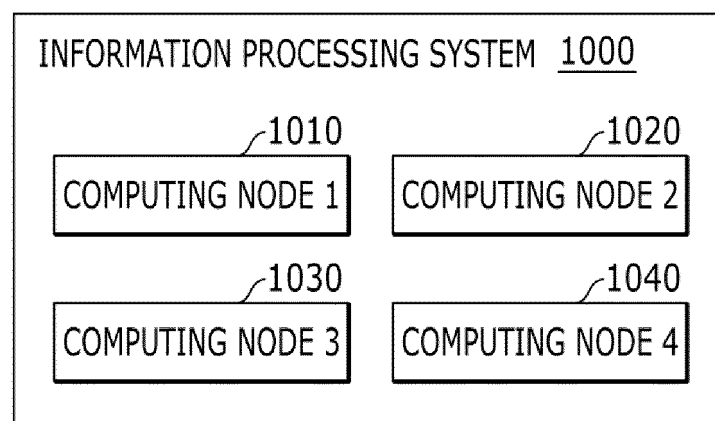 INFORMATION PROCESSING SYSTEM 1000
1010 1020
COMPUTING NODE 1 COMPUTING NODE 2
1030 1040
COMPUTING NODE 3 COMPUTING NODE 4